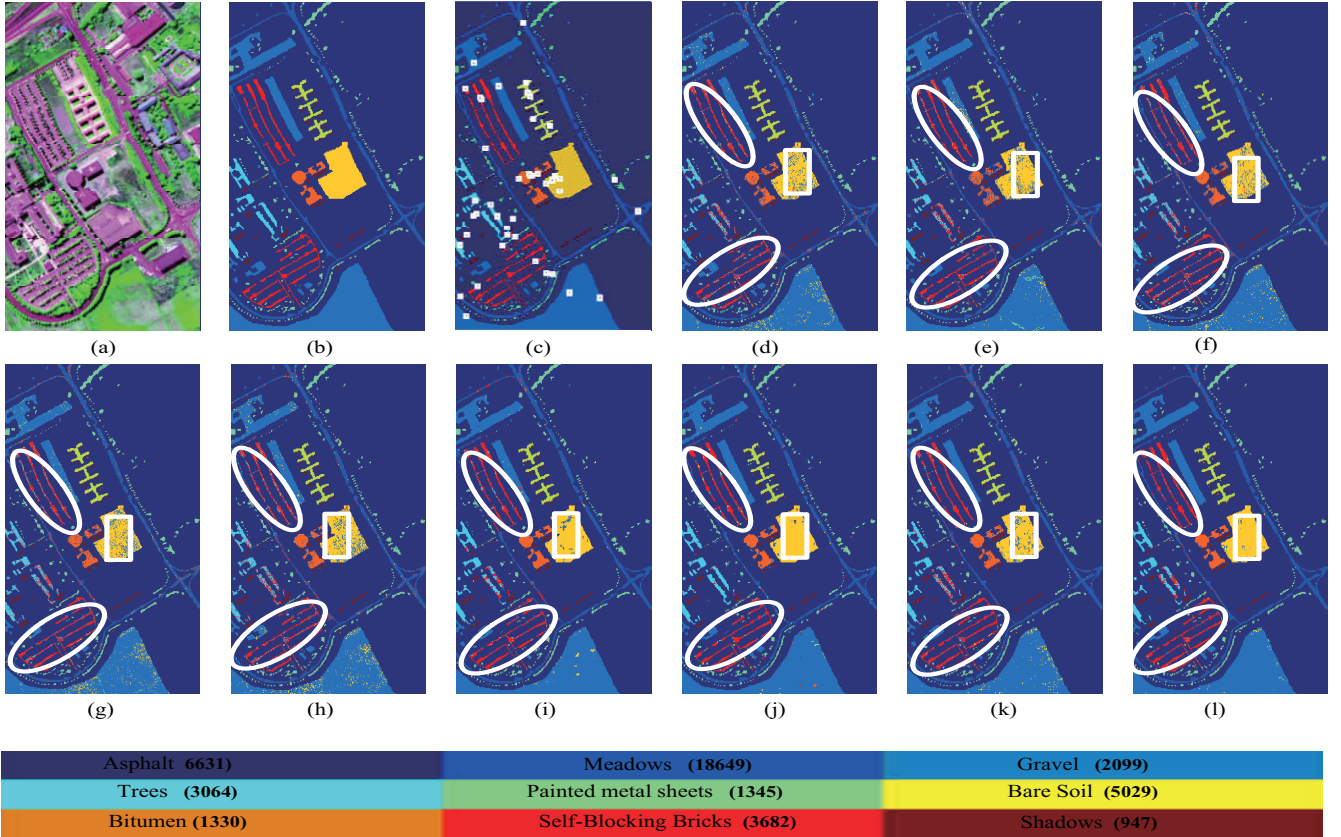 (a) (b) (c) (d) (e) (f)
(g) (h) (i) (j) (k) (l)
Asphalt 6631) Meadows (18649) Gravel (2099)
Trees (3064) Painted metal sheets (1345) Bare Soil (5029)
Bitumen (1330) Self-Blocking Bricks (3682) Shadows (947)